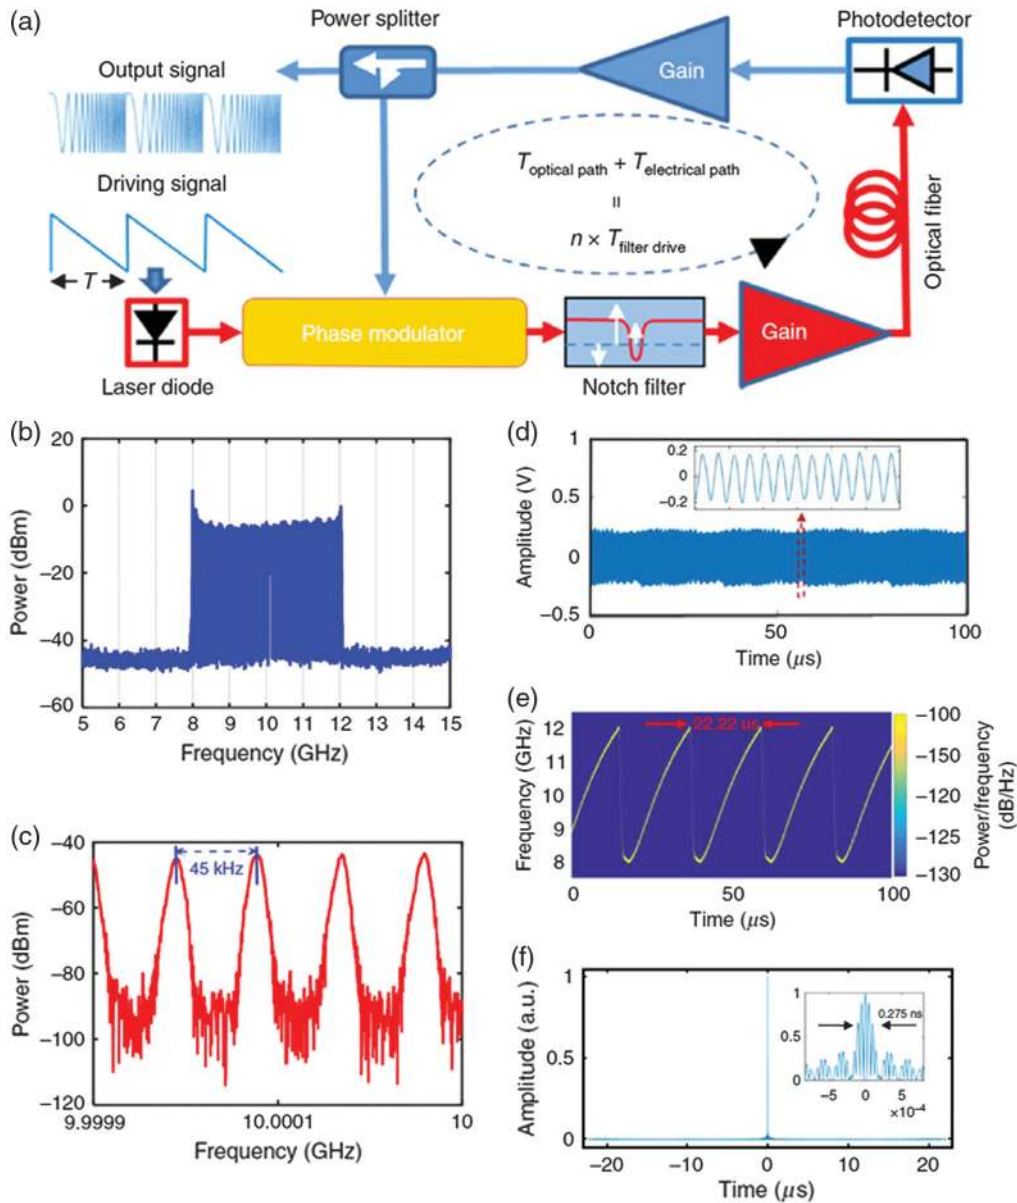 (a)
Power splitter
Photodetector
Output signal
Gain
Driving signal
T optical path + T electrical path
=
n × T filter drive
Optical fiber
T
Phase modulator
Gain
Laser diode
Notch filter
(b)
20
0
−20
−40
−60
Power (dBm)
5 6 7 8 9 10 11 12 13 14 15
Frequency (GHz)
(c)
−40
−60
−80
−100
−120
Power (dBm)
45 kHz
9.9999 10.0001 10
Frequency (GHz)
(d)
1
0.5
0
−0.5
Amplitude (V)
0.2
0
−0.2
0 50 100
Time (μs)
(e)
12
11
10
9
8
Frequency (GHz)
22.22 us
−100
−110
−120
−125
−130
Power/frequency
(dB/Hz)
0 50 100
Time (μs)
(f)
1
0.5
0
Amplitude (a.u.)
1
0.5
0
0.275 ns
−5 0 5
×10⁻⁴
−20 −10 0 10 20
Time (μs)